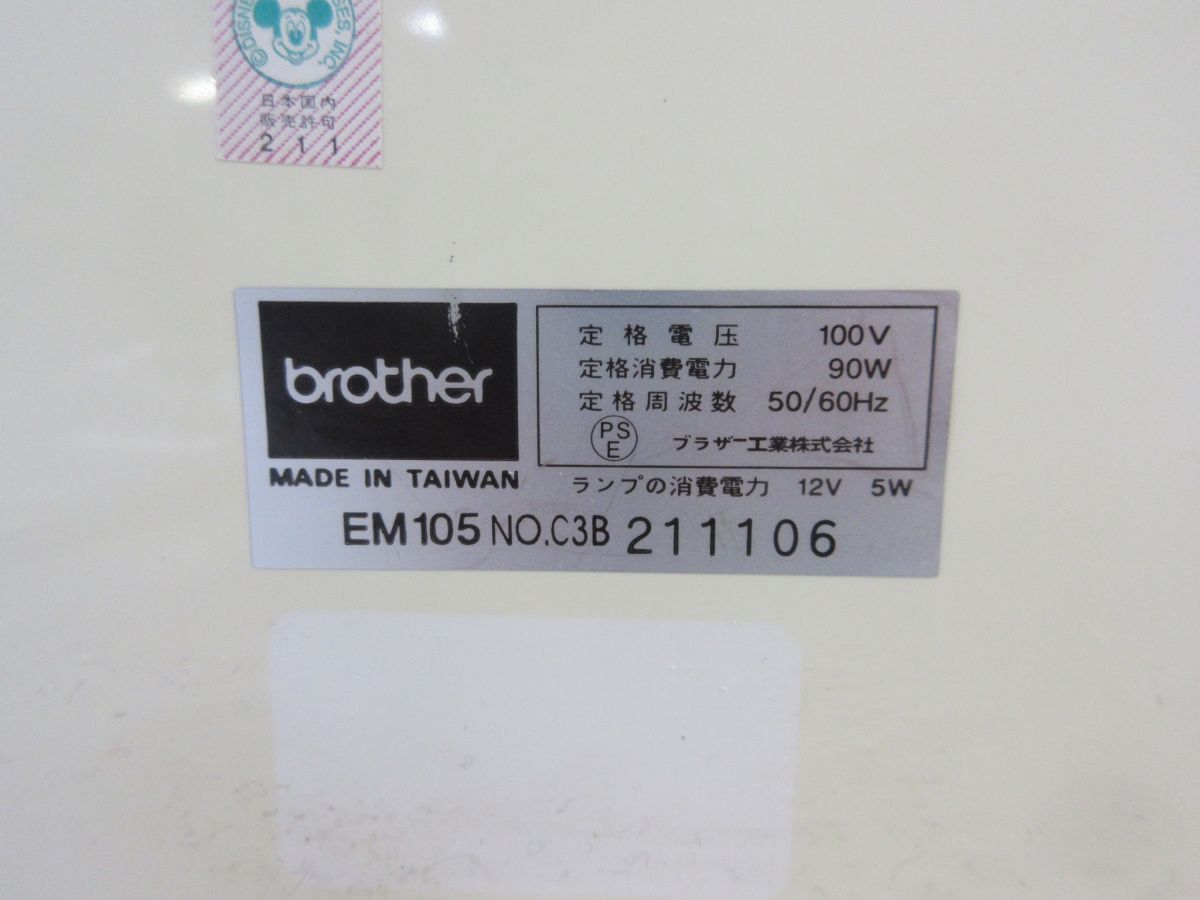 ©DISNE
SES, INC.
日本国内
販売許可
211
brother
MADE IN TAIWAN
定格電圧 100V
定格消費電力 90W
定格周波数 50/60Hz
PS
E
ブラザー工業株式会社
ランプの消費電力 12V 5W
EM105 NO.C3B 211106